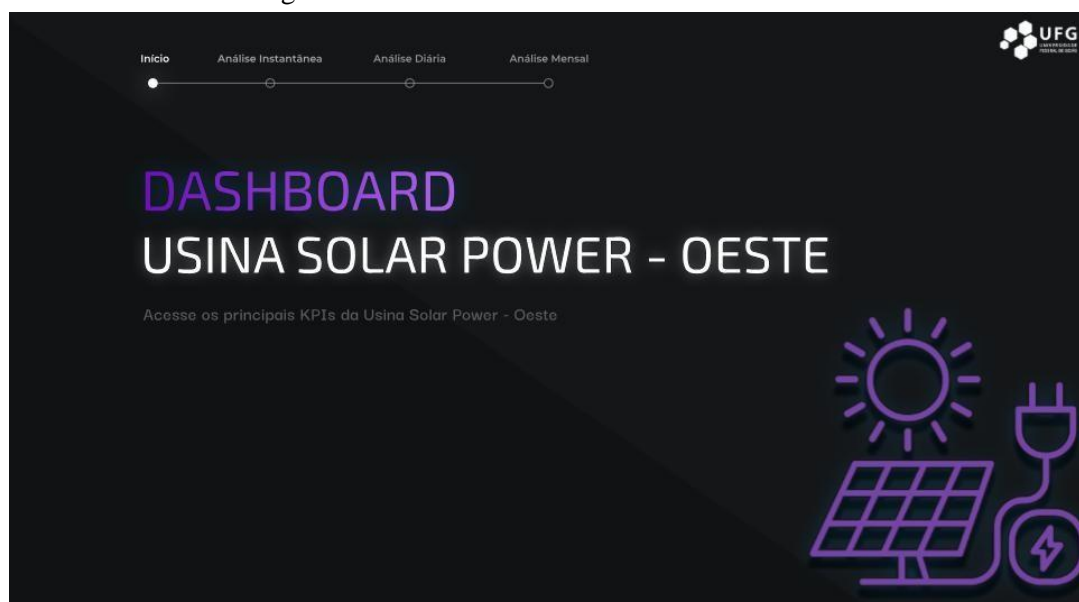 Início Análise Instantânea Análise Diária Análise Mensal
UFG
DASHBOARD
USINA SOLAR POWER - OESTE
Acesse os principais KPIs da Usina Solar Power - Oeste